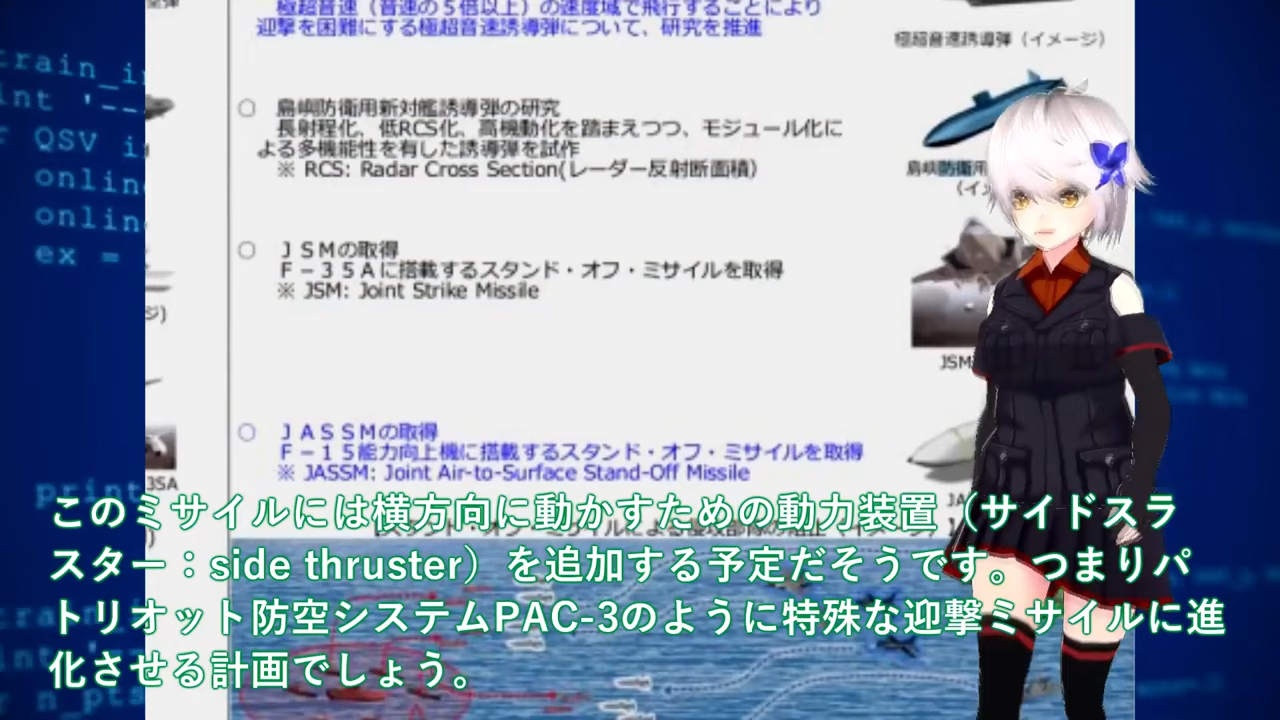 極超音速（音速の５倍以上）の速度域で飛行することにより
迎撃を困難にする極超音速誘導弾について、研究を推進
極超音速誘導弾（イメージ）
○ 島嶼防衛用新対艦誘導弾の研究
長射程化、低RCS化、高機動化を踏まえつつ、モジュール化に
よる多機能性を有した誘導弾を試作
※ RCS: Radar Cross Section(レーダー反射断面積）
島嶼防衛用
（イ
○ ＪＳＭの取得
Ｆ－３５Ａに搭載するスタンド・オフ・ミサイルを取得
※ JSM: Joint Strike Missile
JSM
○ ＪＡＳＳＭの取得
Ｆ－１５能力向上機に搭載するスタンド・オフ・ミサイルを取得
※ JASSM: Joint Air-to-Surface Stand-Off Missile
JA
train_i
int '--
QSV i
online
online
ex =
print
このミサイルには横方向に動かすための動力装置（サイドスラ
スター：side thruster）を追加する予定だそうです。つまりパ
トリオット防空システムPAC-3のように特殊な迎撃ミサイルに進
化させる計画でしょう。